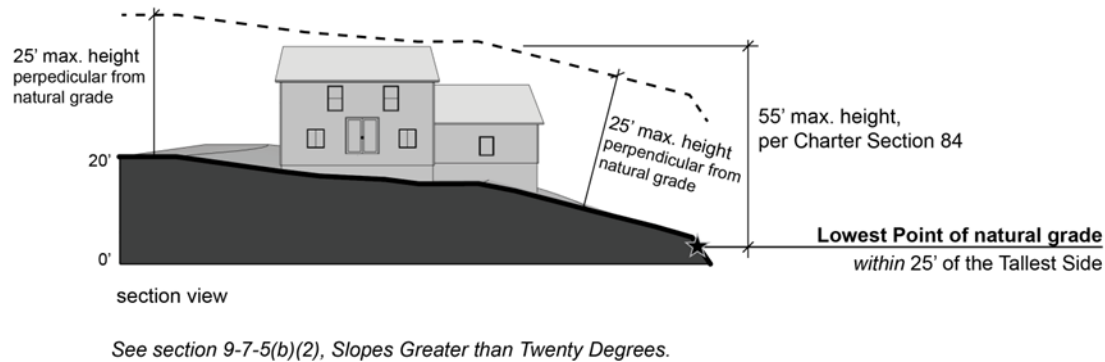 25' max. height
perpedicular from
natural grade
25' max. height
perpendicular from
natural grade
55' max. height,
per Charter Section 84
20'
0'
Lowest Point of natural grade
within 25' of the Tallest Side
section view
See section 9-7-5(b)(2), Slopes Greater than Twenty Degrees.